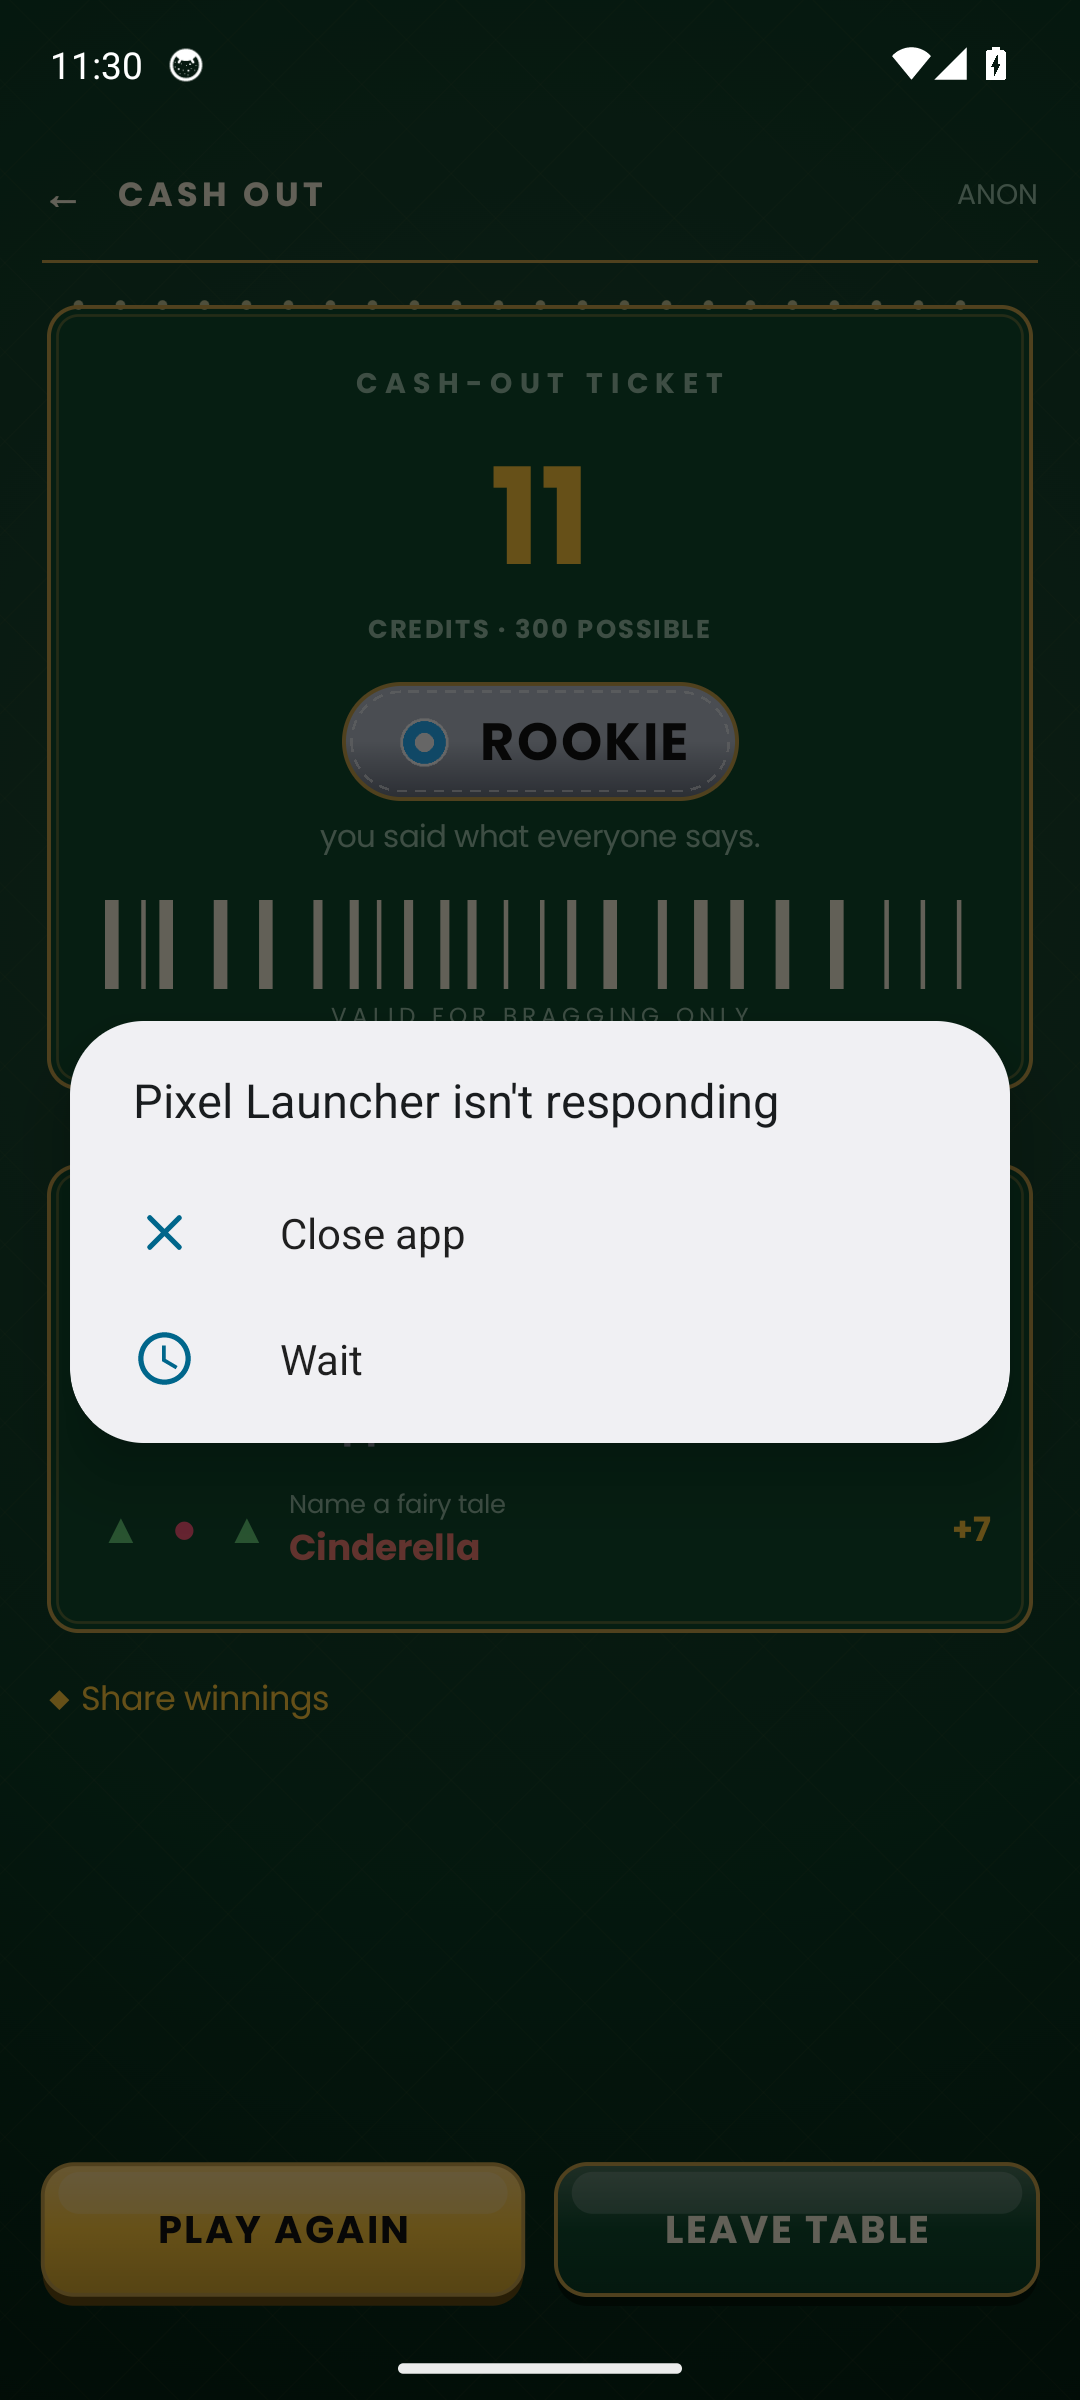 11:30
← CASH OUT
ANON
CASH-OUT TICKET
11
CREDITS · 300 POSSIBLE
ROOKIE
you said what everyone says.
VALID FOR BRAGGING ONLY
Pixel Launcher isn't responding
Close app
Wait
Name a fairy tale
Cinderella
+7
◆ Share winnings
PLAY AGAIN
LEAVE TABLE